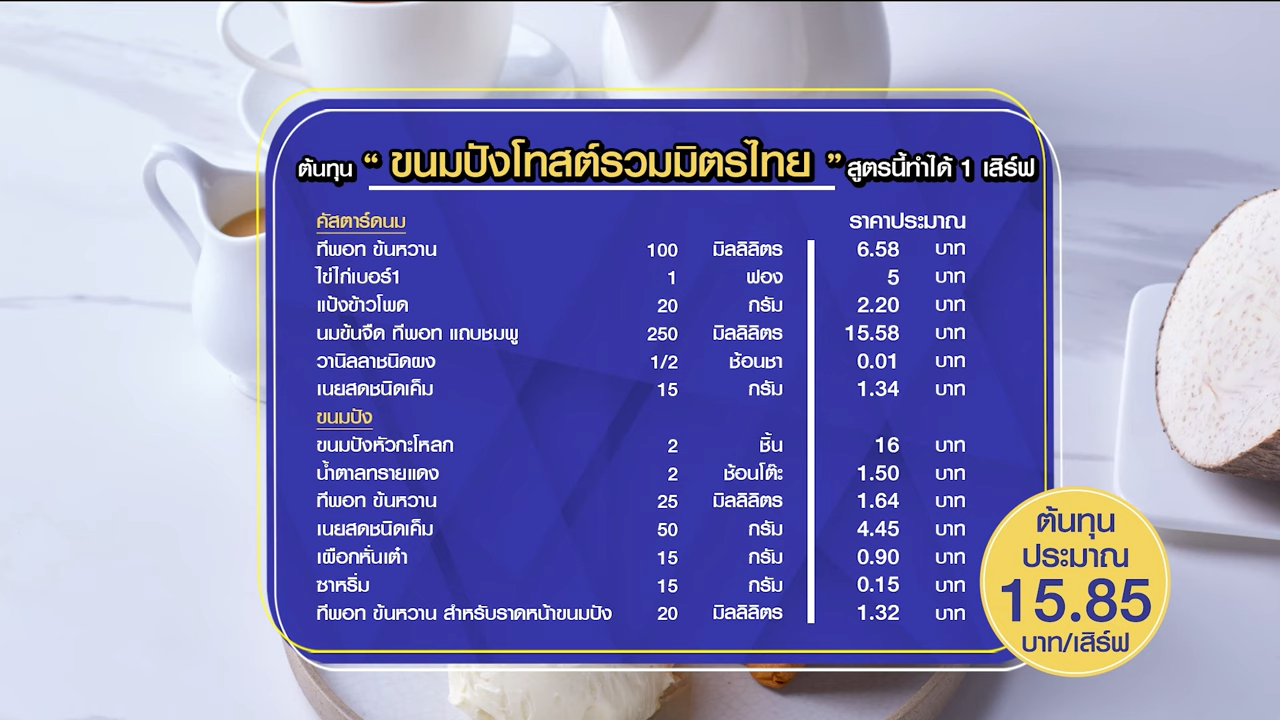 ต้นทุน “ ขนมปังโทสต์รวมมิตรไทย ” สูตรนี้ทำได้ 1 เสิร์ฟ
คัสตาร์ดนม ราคาประมาณ
ทีพอท ข้นหวาน 100 มิลลิลิตร 6.58 บาท
ไข่ไก่เบอร์1 1 ฟอง 5 บาท
แป้งข้าวโพด 20 กรัม 2.20 บาท
นมข้นจืด ทีพอท แถบชมพู 250 มิลลิลิตร 15.58 บาท
วานิลลาชนิดผง 1/2 ช้อนชา 0.01 บาท
เนยสดชนิดเค็ม 15 กรัม 1.34 บาท
ขนมปัง
ขนมปังหัวกะโหลก 2 ชิ้น 16 บาท
น้ำตาลทรายแดง 2 ช้อนโต๊ะ 1.50 บาท
ทีพอท ข้นหวาน 25 มิลลิลิตร 1.64 บาท
เนยสดชนิดเค็ม 50 กรัม 4.45 บาท
เผือกหั่นเต๋า 15 กรัม 0.90 บาท
ซาหริ่ม 15 กรัม 0.15 บาท
ทีพอท ข้นหวาน สำหรับราดหน้าขนมปัง 20 มิลลิลิตร 1.32 บาท
ต้นทุน
ประมาณ
15.85
บาท/เสิร์ฟ